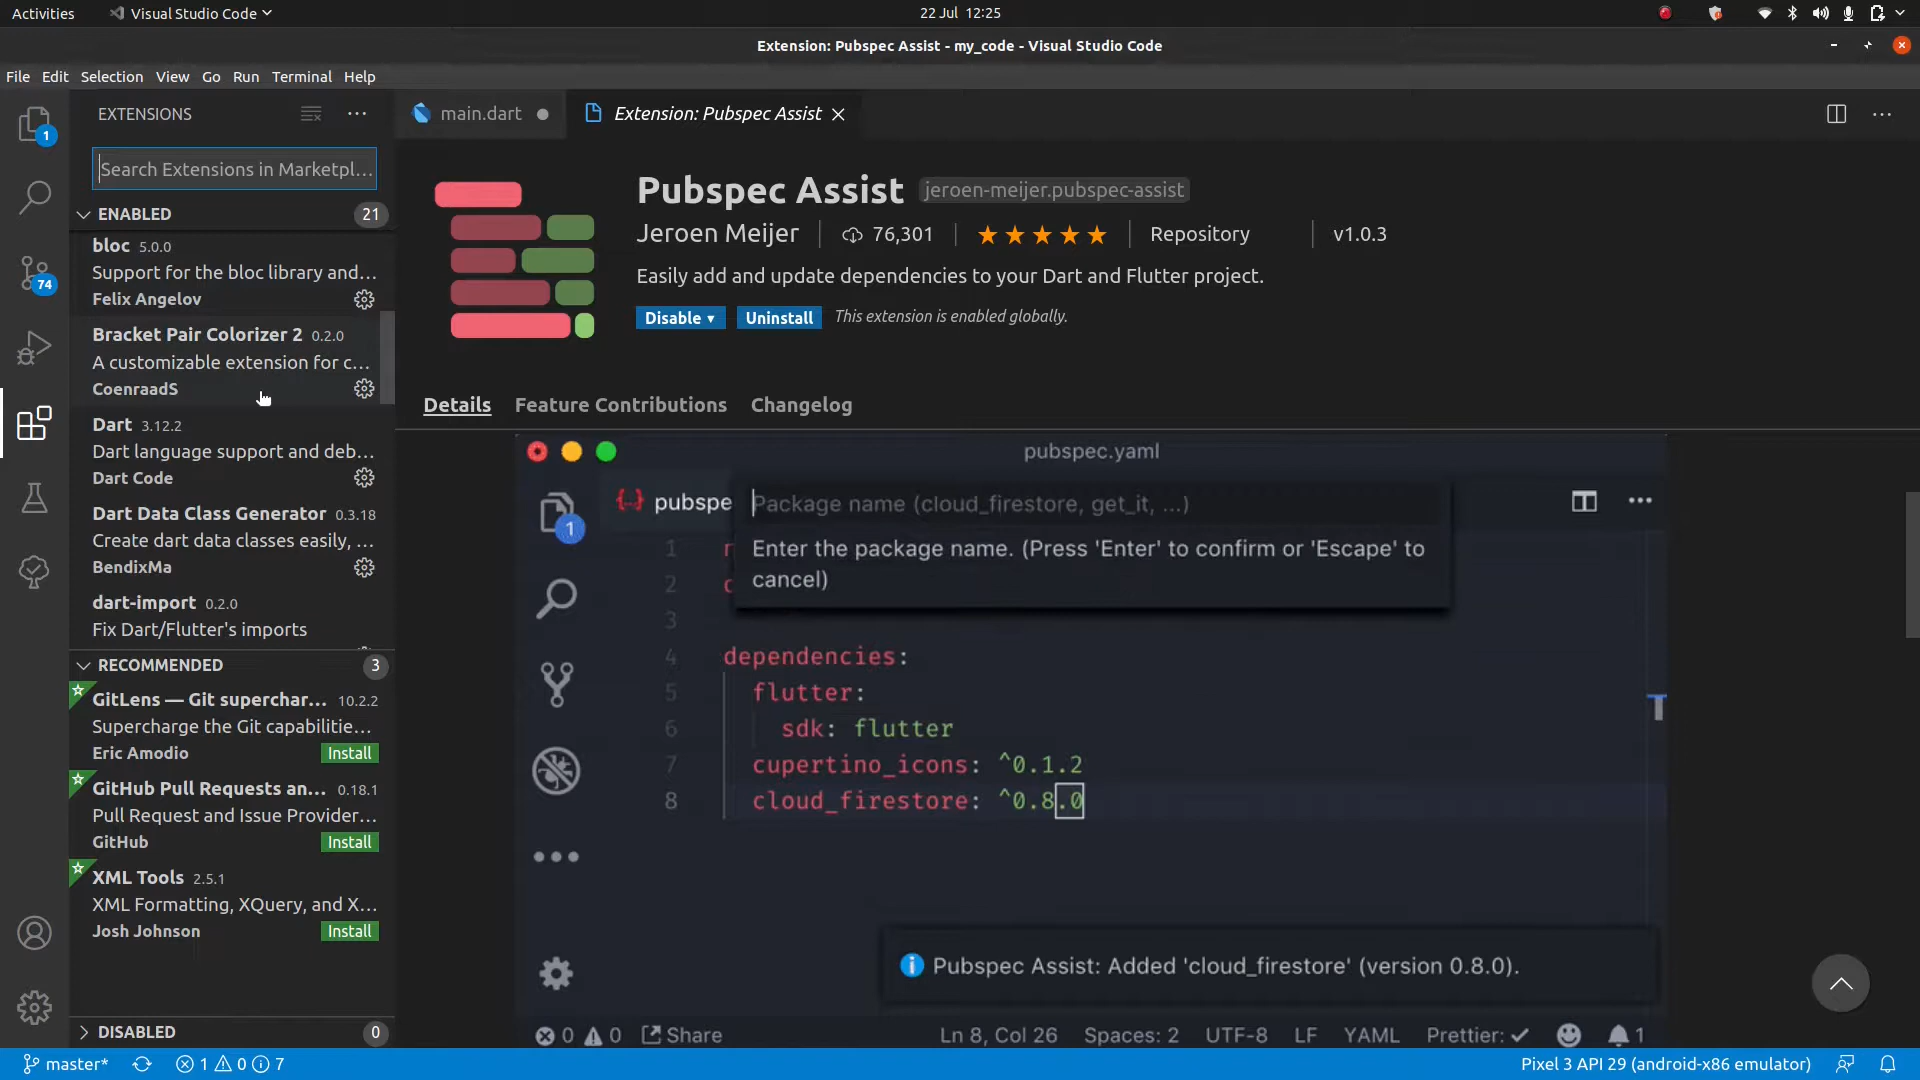 Activities
Visual Studio Code
22 Jul 12:25
Extension: Pubspec Assist - my_code - Visual Studio Code
File Edit Selection View Go Run Terminal Help
EXTENSIONS
main.dart
Extension: Pubspec Assist
1
Search Extensions in Marketpl...
ENABLED 21
bloc 5.0.0
Support for the bloc library and...
Felix Angelov
74
Bracket Pair Colorizer 2 0.2.0
A customizable extension for c...
CoenraadS
Dart 3.12.2
Dart language support and deb...
Dart Code
Dart Data Class Generator 0.3.18
Create dart data classes easily, ...
BendixMa
dart-import 0.2.0
Fix Dart/Flutter's imports
RECOMMENDED 3
GitLens — Git superchar... 10.2.2
Supercharge the Git capabilitie...
Eric Amodio Install
GitHub Pull Requests an... 0.18.1
Pull Request and Issue Provider...
GitHub Install
XML Tools 2.5.1
XML Formatting, XQuery, and X...
Josh Johnson Install
DISABLED 0
Pubspec Assist jeroen-meijer.pubspec-assist
Jeroen Meijer 76,301 Repository v1.0.3
Easily add and update dependencies to your Dart and Flutter project.
Disable Uninstall This extension is enabled globally.
Details Feature Contributions Changelog
pubspec.yaml
pubspe
Package name (cloud_firestore, get_it, ...)
1
Enter the package name. (Press 'Enter' to confirm or 'Escape' to
cancel)
1
2
3
4 dependencies:
5 flutter:
6 sdk: flutter
7 cupertino_icons: ^0.1.2
8 cloud_firestore: ^0.8.0
Pubspec Assist: Added 'cloud_firestore' (version 0.8.0).
0 0 Share Ln 8, Col 26 Spaces: 2 UTF-8 LF YAML Prettier: ✓ 1
master* 1 0 7 Pixel 3 API 29 (android-x86 emulator)